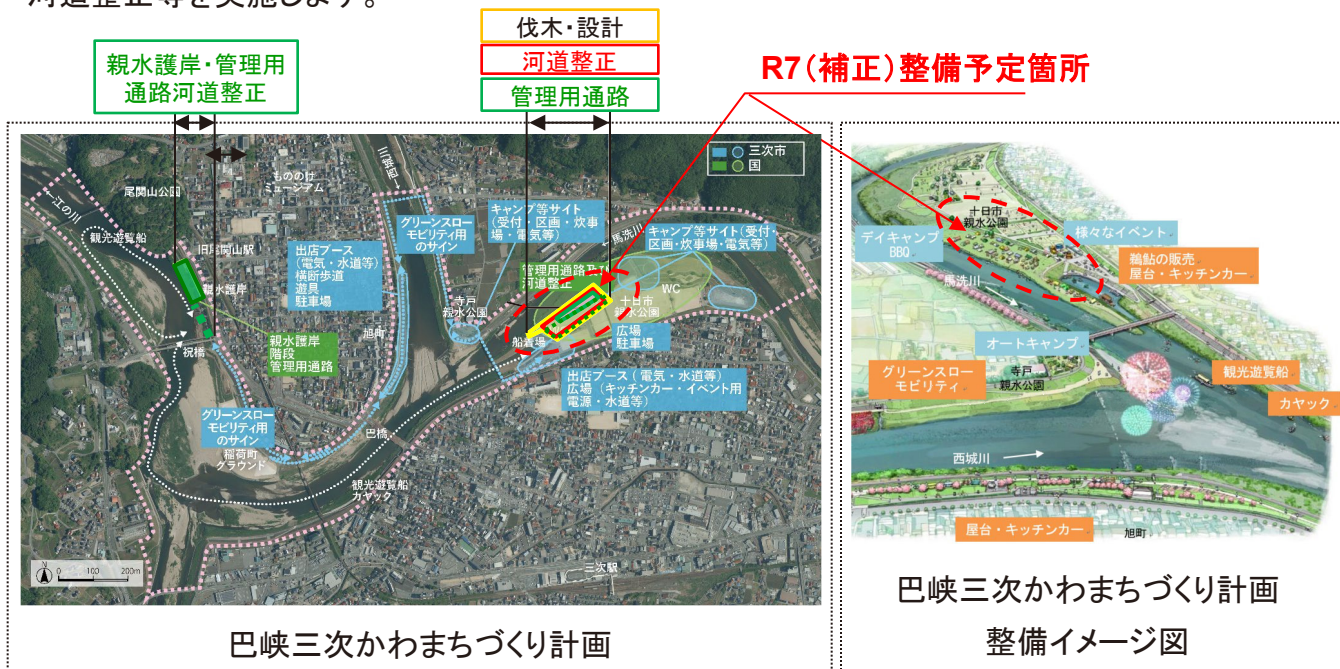 河道整正等を実施します。
伐木・設計
河道整正
管理用通路
親水護岸・管理用
通路河道整正
R7(補正)整備予定箇所
三次市
国
もののけ
ミュージアム
尾関山公園
←西城川
←江の川
観光遊覧船
旧尾関山駅
親水護岸
祝橋
親水護岸
階段
管理用通路
出店ブース
(電気・水道等)
横断歩道
遊具
駐車場
グリーンスロー
モビリティ用
のサイン
キャンプ等サイト
(受付・区画・炊事
場・電気等)
←馬洗川
キャンプ等サイト(受付・
区画・炊事場・電気等)
管理用通路及び
河道整正
WC
寺戸
親水公園
十日市
親水公園
船着場
広場
駐車場
旭町
出店ブース(電気・水道等)
広場(キッチンカー・イベント用
電源・水道等)
グリーンスロー
モビリティ用
のサイン
稲荷町
グラウンド
巴橋
観光遊覧船
カヤック
三次駅
N
0 100 200m
巴峡三次かわまちづくり計画
十日市
親水公園
デイキャンプ
BBQ
様々なイベント
鵜鮎の販売
屋台・キッチンカー
馬洗川
オートキャンプ
グリーンスロー
モビリティ
寺戸
親水公園
観光遊覧船
カヤック
西城川
屋台・キッチンカー
旭町
巴峡三次かわまちづくり計画
整備イメージ図